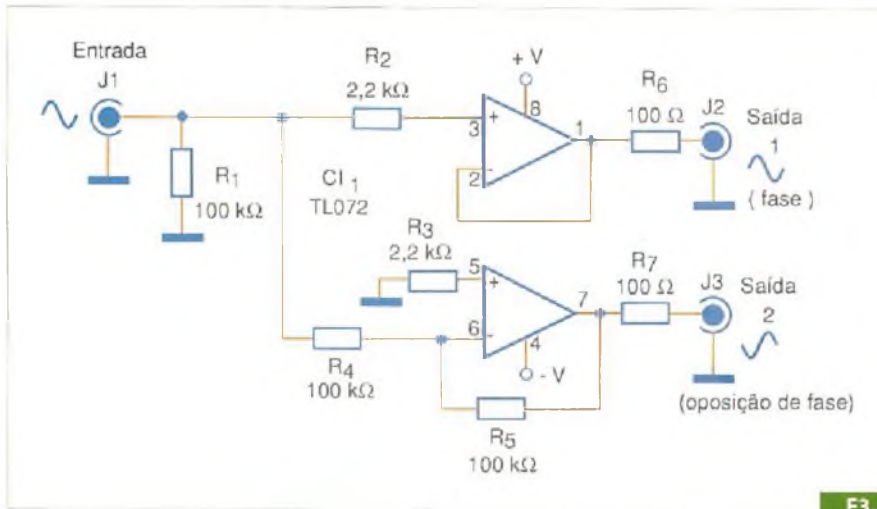 Entrada
J1
R1
100 kΩ
R2
2,2 kΩ
CI 1
TL072
+ V
8
3
+
2
-
1
R6
100 Ω
J2
Saída
1
( fase )
R3
2,2 kΩ
5
+
6
-
7
4
- V
R4
100 kΩ
R5
100 kΩ
R7
100 Ω
J3
Saída
2
(oposição de fase)
F3